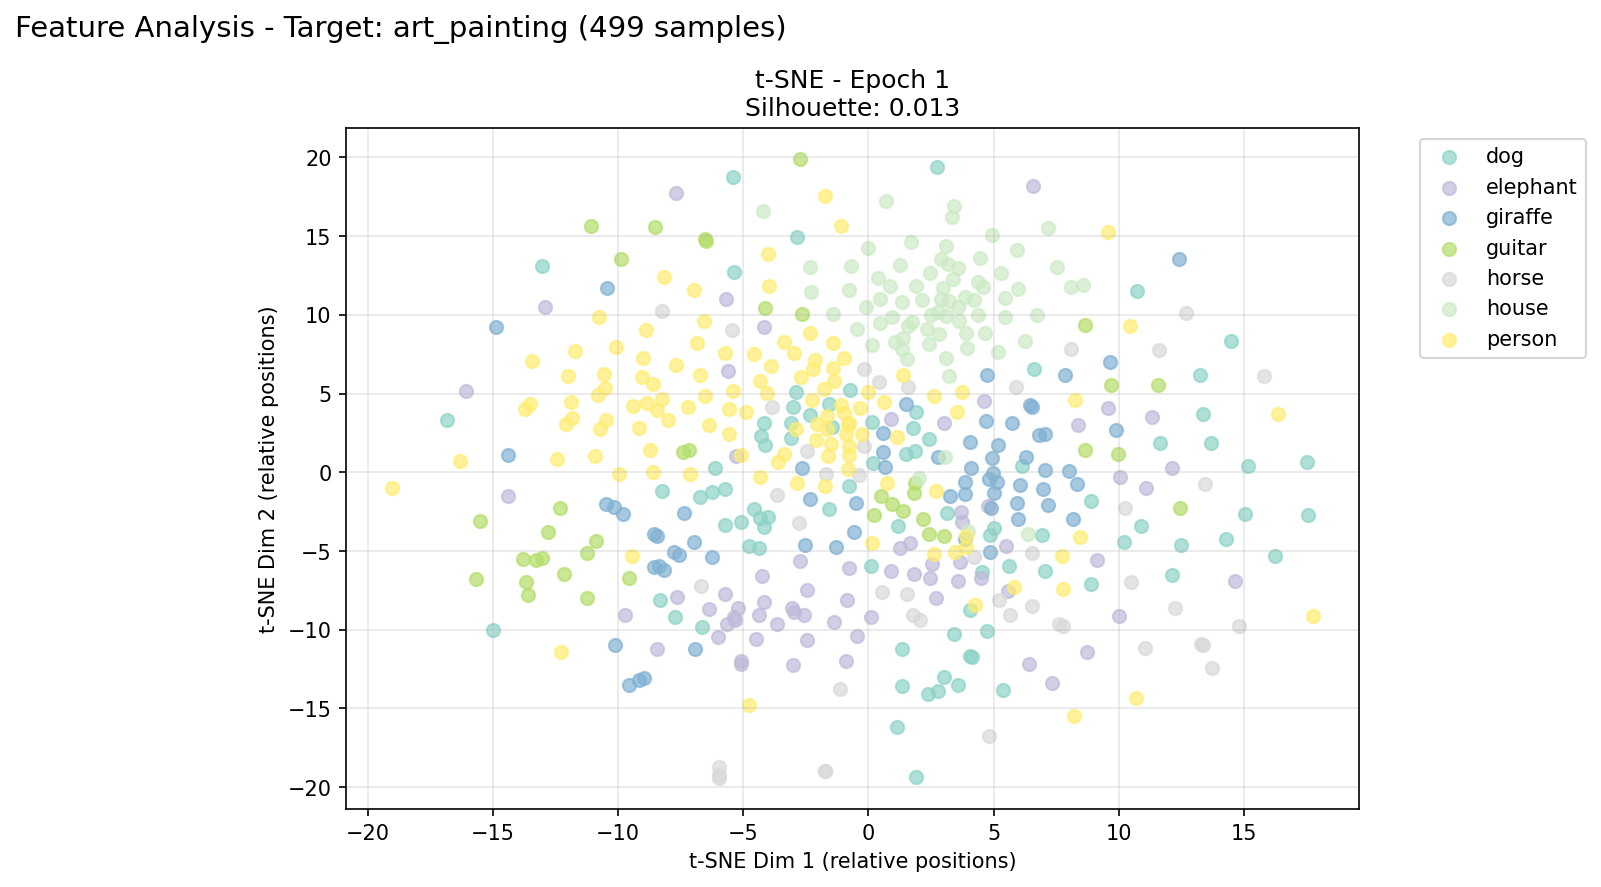 Feature Analysis - Target: art_painting (499 samples)
t-SNE - Epoch 1
Silhouette: 0.013
20
15
10
5
0
−5
−10
−15
−20
t-SNE Dim 2 (relative positions)
−20
−15
−10
−5
0
5
10
15
t-SNE Dim 1 (relative positions)
dog
elephant
giraffe
guitar
horse
house
person